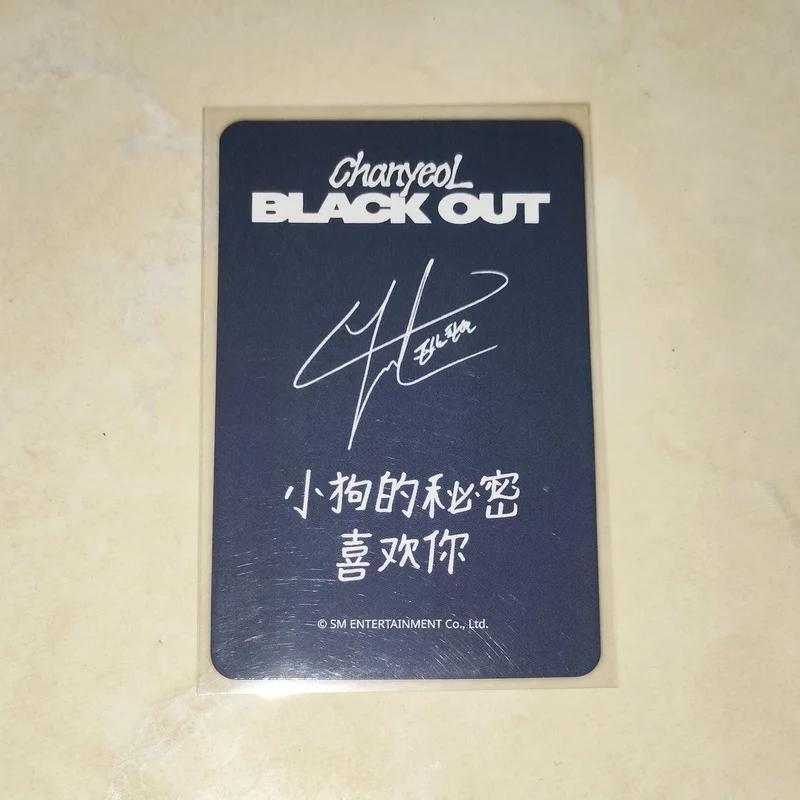 Chanyeol
BLACK OUT
小狗的秘密
喜欢你
© SM ENTERTAINMENT Co., Ltd.